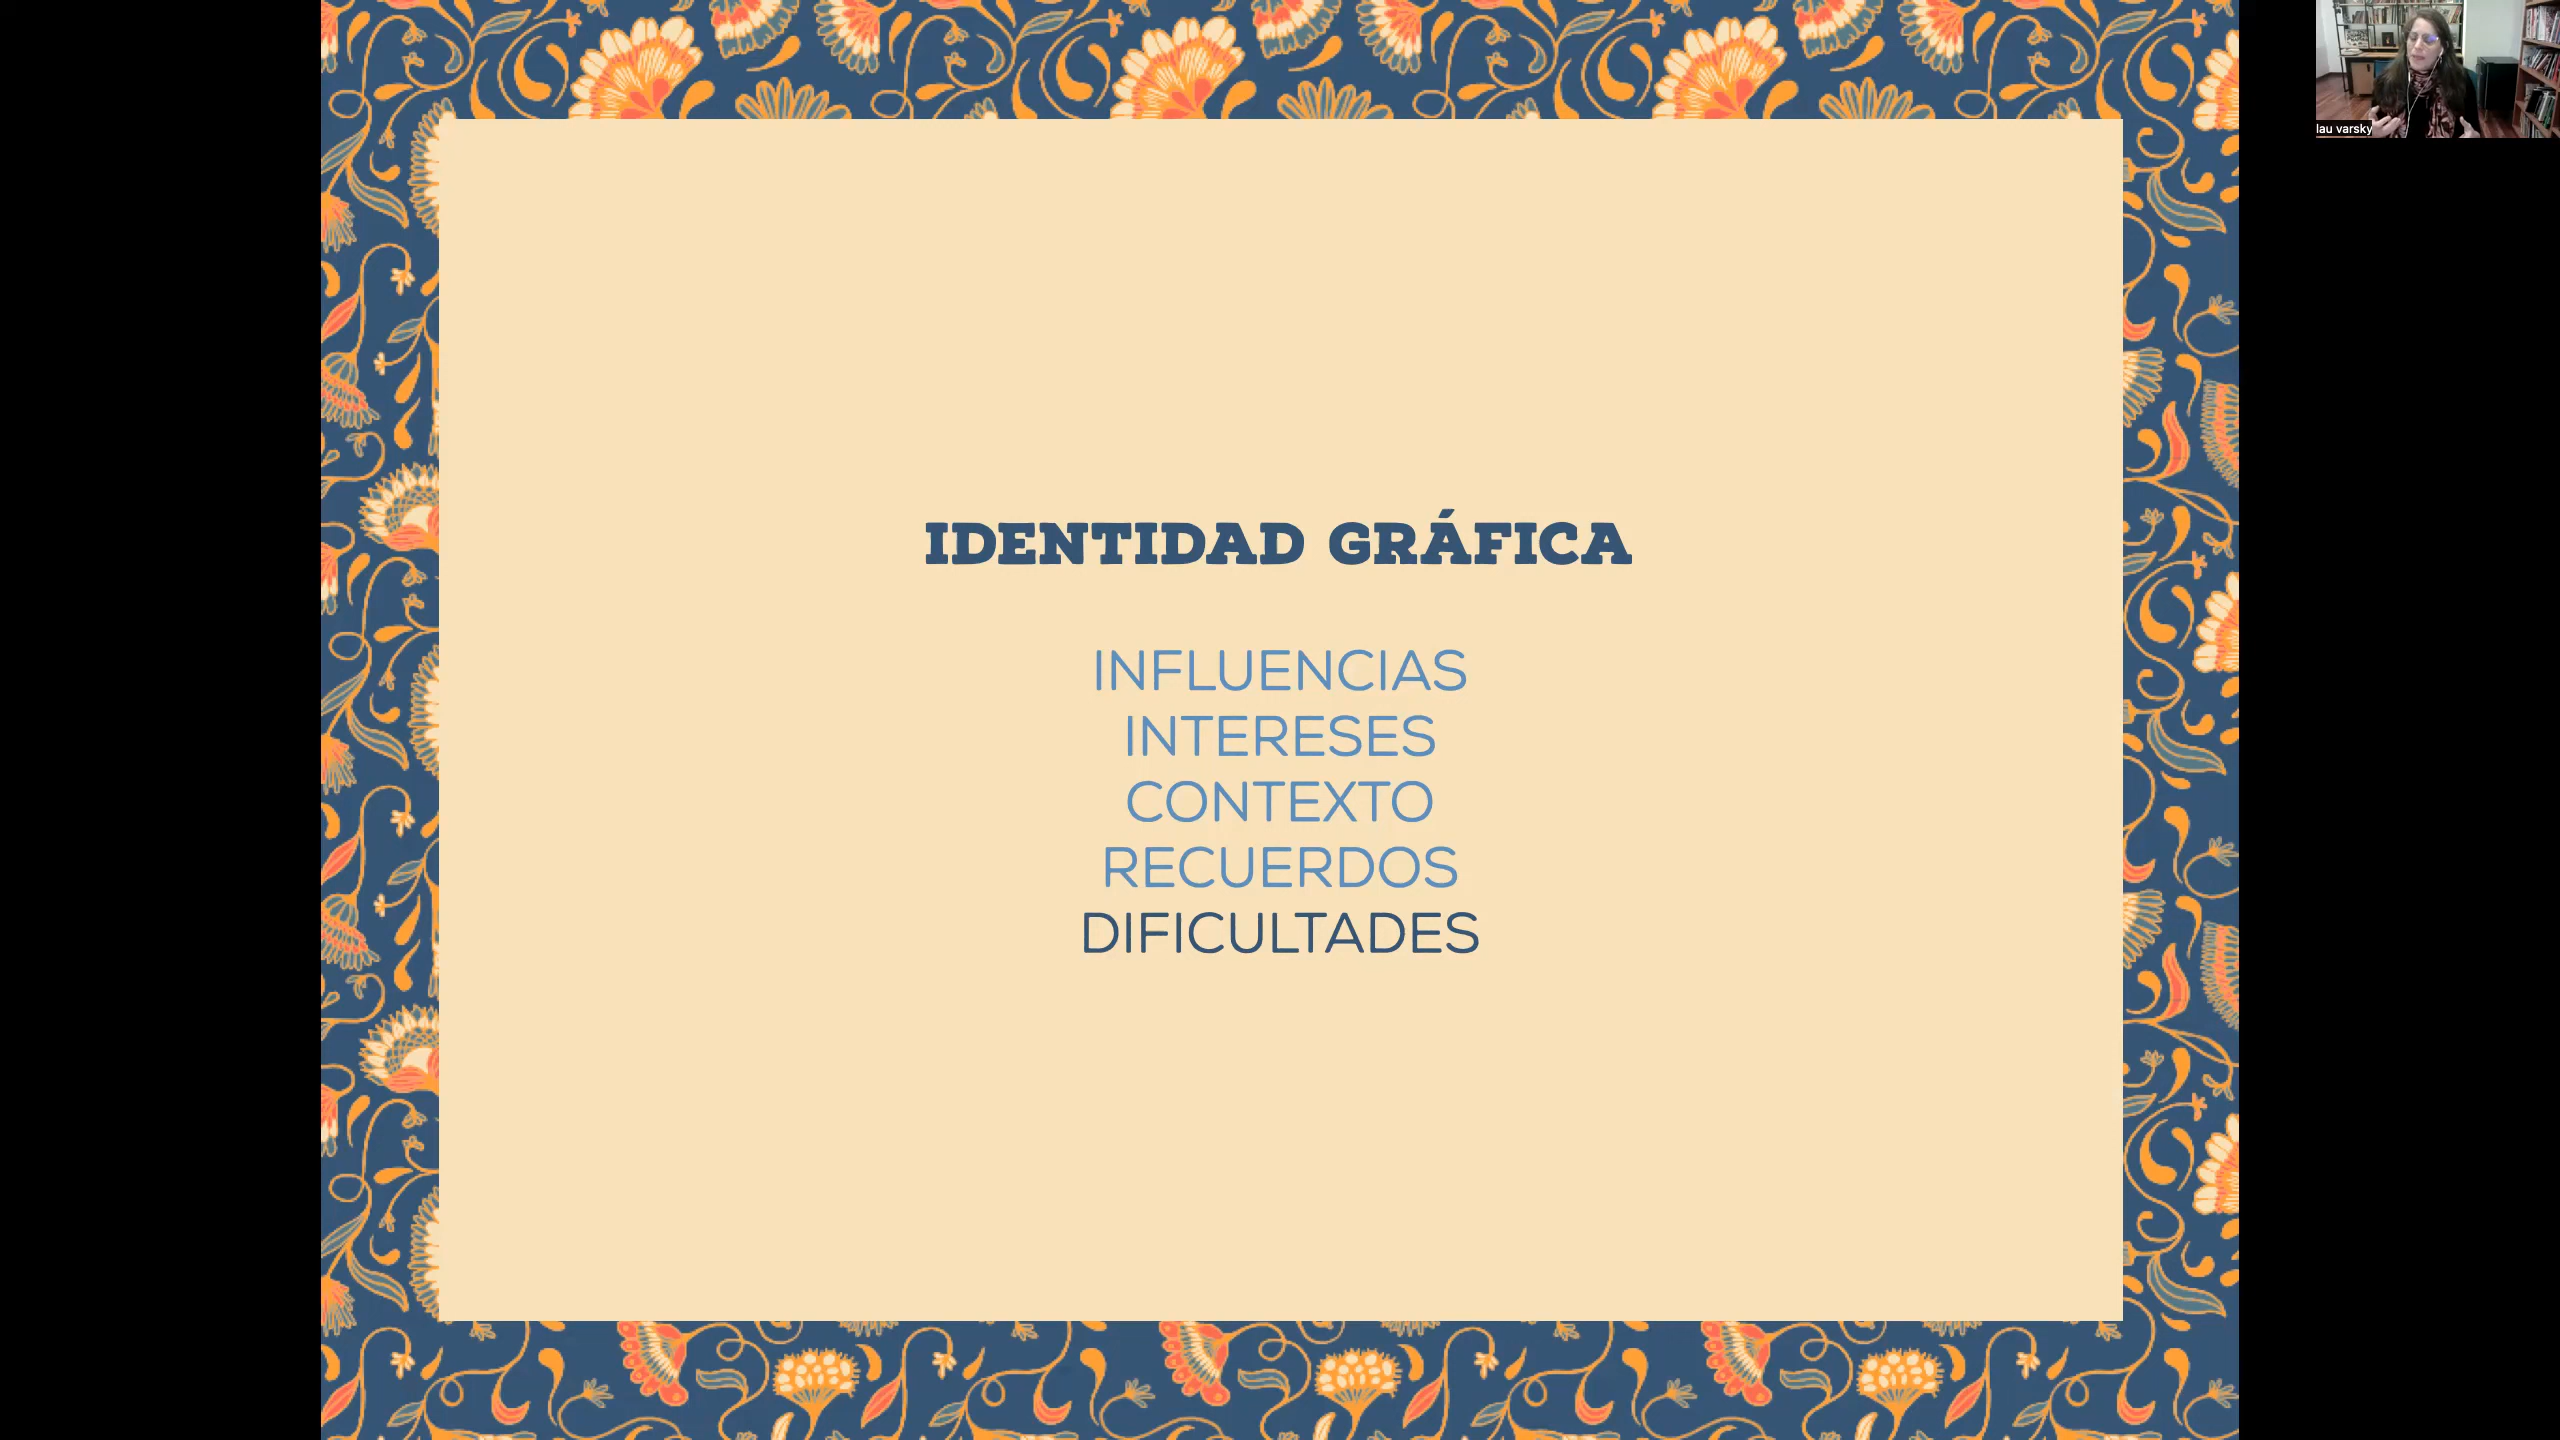 IDENTIDAD GRÁFICA
INFLUENCIAS
INTERESES
CONTEXTO
RECUERDOS
DIFICULTADES
lau varsky